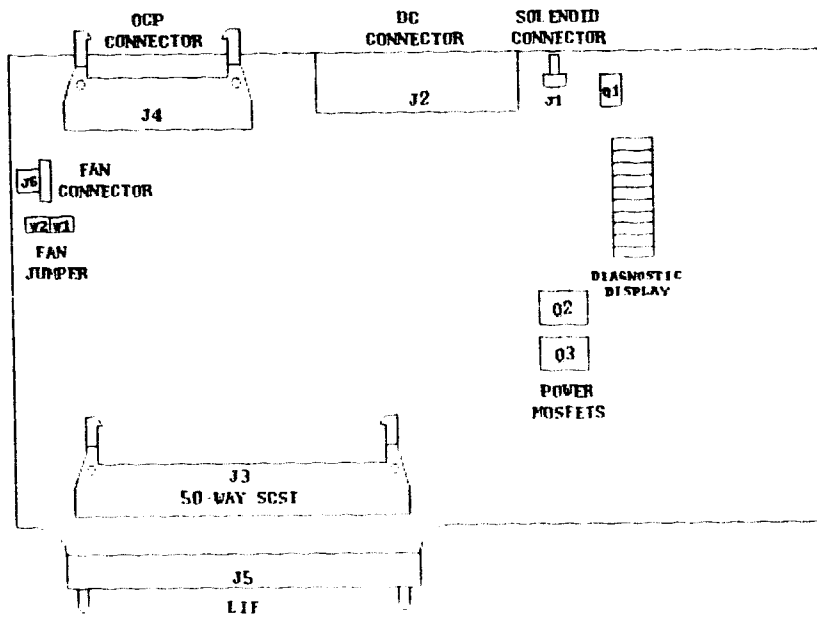 OCP
CONNECTOR
DC
CONNECTOR
SOLENOID
CONNECTOR
J4
J2
J1
Q1
J6
FAN
CONNECTOR
W2 W1
FAN
JUMPER
DIAGNOSTIC
DISPLAY
Q2
Q3
POWER
MOSFETS
J3
50-WAY SCSI
J5
LIF